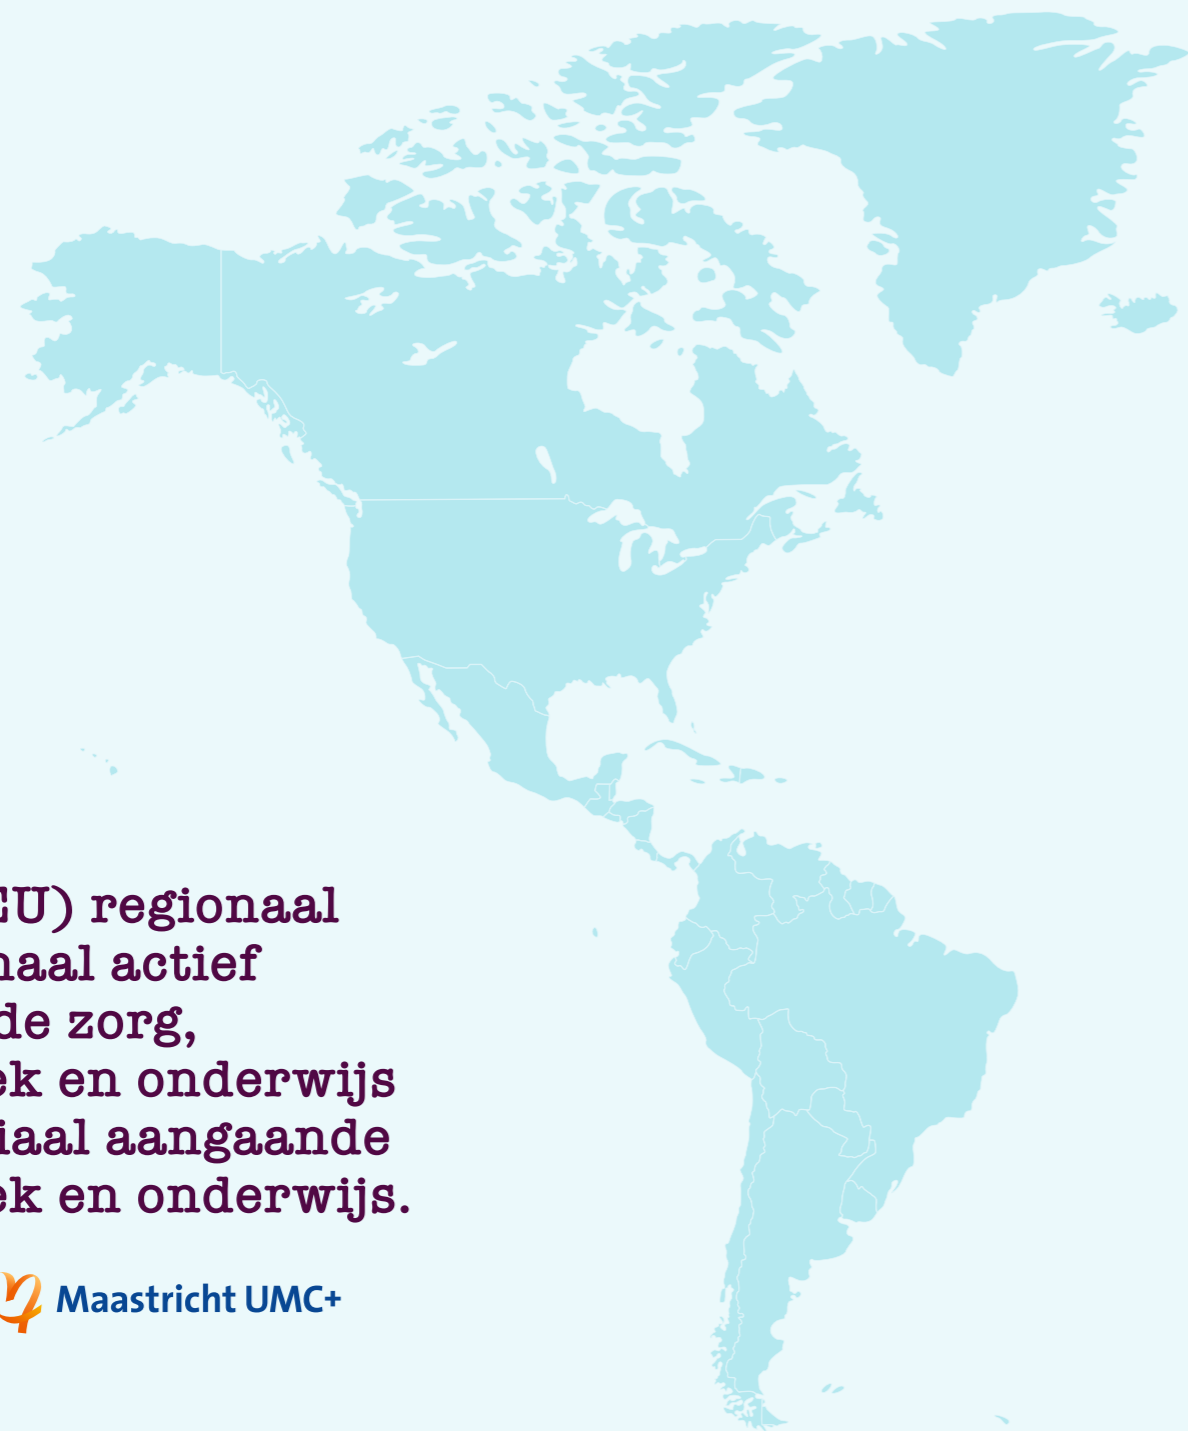 EU) regionaal
naal actief
de zorg,
ek en onderwijs
iaal aangaande
ek en onderwijs.
Maastricht UMC+